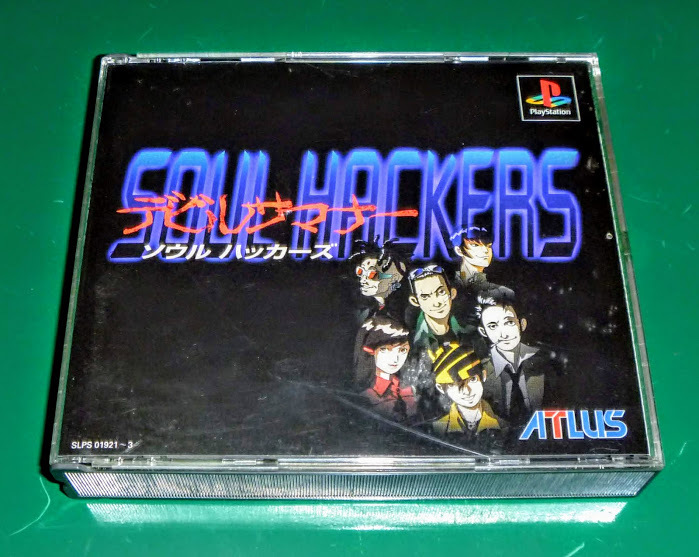 PlayStation
SOUL HACKERS
デビルサマナー
ソウル ハッカーズ
ATLUS
SLPS 01921~3